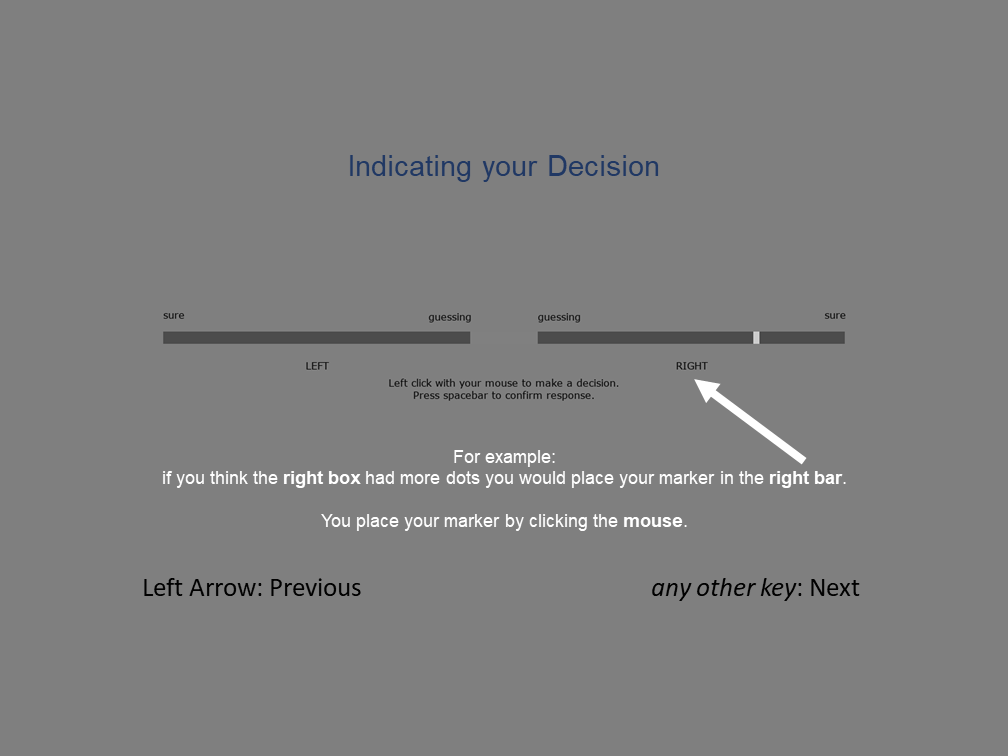 Indicating your Decision
sure guessing guessing sure
LEFT RIGHT
Left click with your mouse to make a decision.
Press spacebar to confirm response.
For example:
if you think the right box had more dots you would place your marker in the right bar.
You place your marker by clicking the mouse.
Left Arrow: Previous any other key: Next